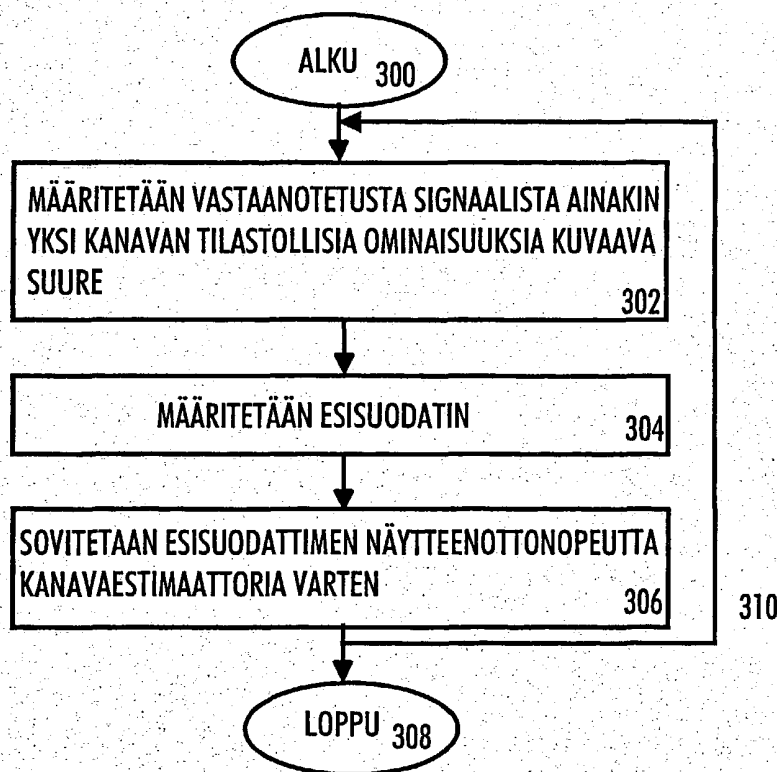 ALKU 300
MÄÄRITETÄÄN VASTAANOTETUSTA SIGNAALISTA AINAKIN
YKSI KANAVAN TILASTOLLISIA OMINAISUUKSIA KUVAAVA
SUURE
302
MÄÄRITETÄÄN ESISUODATIN 304
SOVITETAAN ESISUODATTIMEN NÄYTTEENOTTONOPEUTTA
KANAVAESTIMAATTORIA VARTEN
306
310
LOPPU 308